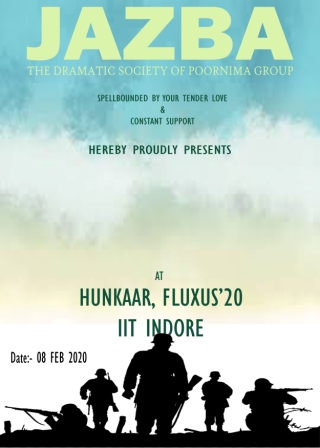 JAZBA
THE DRAMATIC SOCIETY OF POORNIMA GROUP
SPELLBOUNDED BY YOUR TENDER LOVE
&
CONSTANT SUPPORT
HEREBY PROUDLY PRESENTS
AT
HUNKAAR, FLUXUS'20
IIT INDORE
Date:- 08 FEB 2020